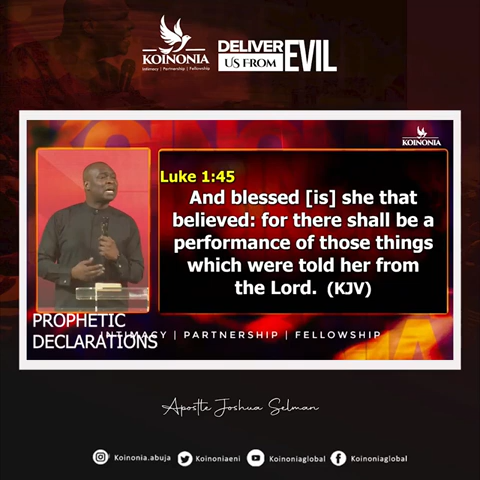 KOINONIA
Intimacy | Partnership | Fellowship
DELIVER
US FROM
EVIL
KOINONIA
Luke 1:45
And blessed [is] she that
believed: for there shall be a
performance of those things
which were told her from
the Lord. (KJV)
PROPHETIC
DECLARATIONS
INTIMACY | PARTNERSHIP | FELLOWSHIP
Apostle Joshua Selman
Koinonia.abuja
Koinoniaeni
Koinoniaglobal
Koinoniaglobal